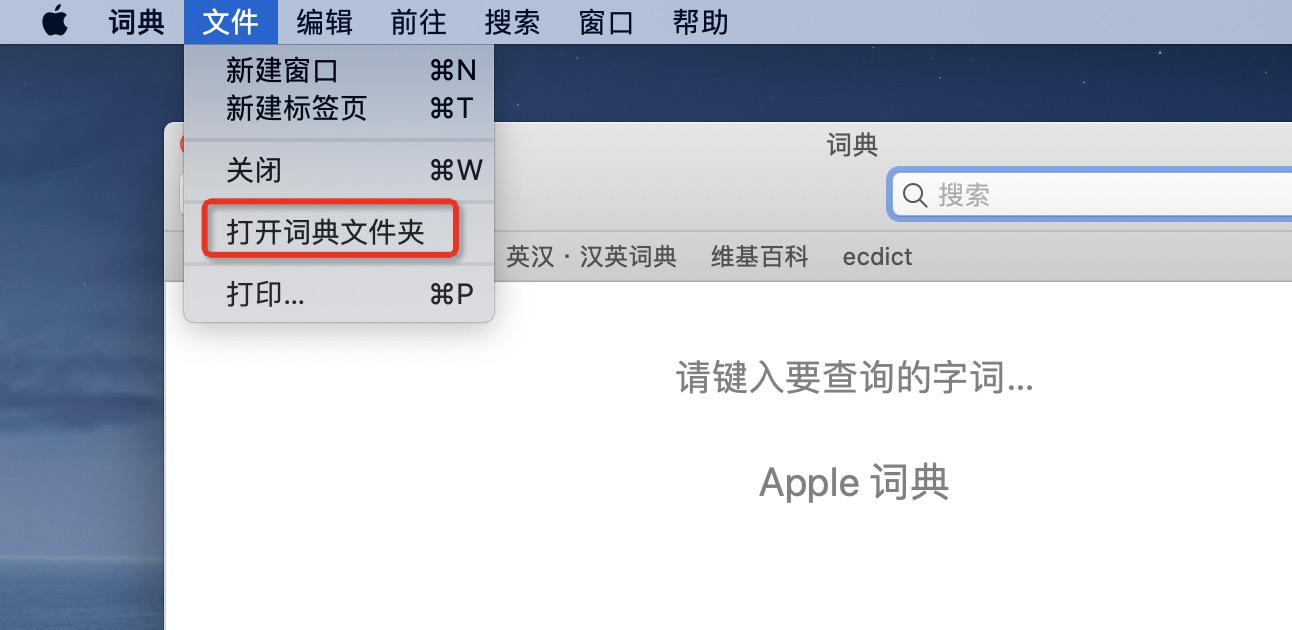 词典 文件 编辑 前往 搜索 窗口 帮助
新建窗口 ⌘N
新建标签页 ⌘T
关闭 ⌘W
打开词典文件夹
打印... ⌘P
词典
搜索
英汉 · 汉英词典 维基百科 ecdict
请键入要查询的字词...
Apple 词典